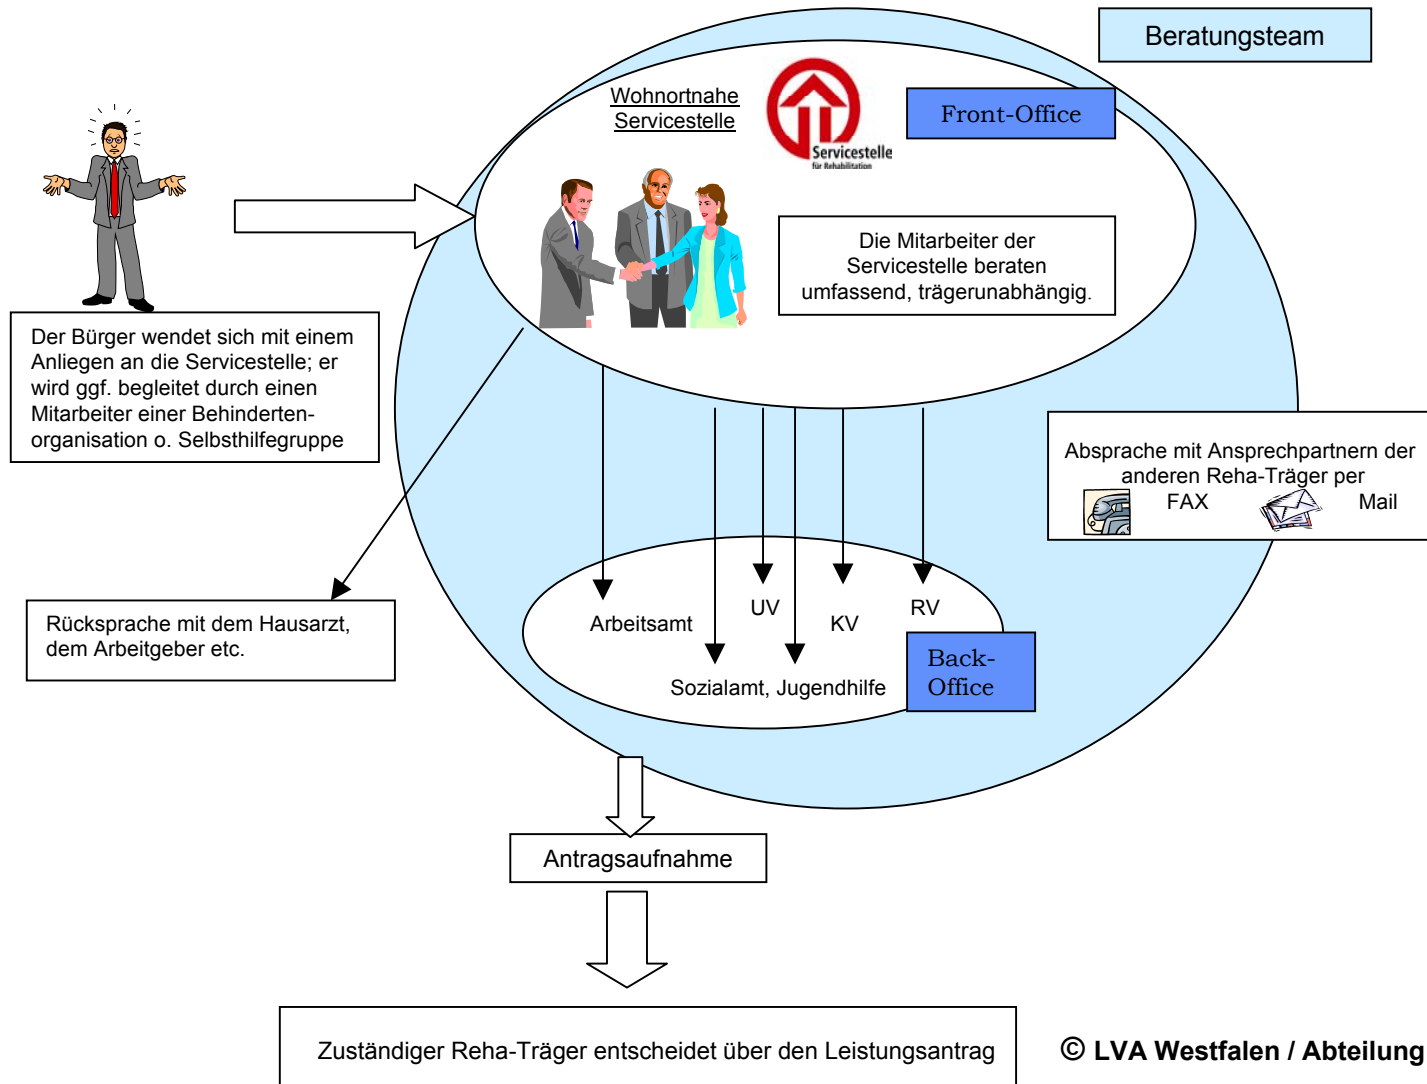 Beratungsteam
Wohnortnahe
Servicestelle
Servicestelle
für Rehabilitation
Front-Office
Die Mitarbeiter der
Servicestelle beraten
umfassend, trägerunabhängig.
Der Bürger wendet sich mit einem
Anliegen an die Servicestelle; er
wird ggf. begleitet durch einen
Mitarbeiter einer Behinderten-
organisation o. Selbsthilfegruppe
Absprache mit Ansprechpartnern der
anderen Reha-Träger per
FAX Mail
Rücksprache mit dem Hausarzt,
dem Arbeitgeber etc.
Arbeitsamt
UV
KV
RV
Sozialamt, Jugendhilfe
Back-
Office
Antragsaufnahme
Zuständiger Reha-Träger entscheidet über den Leistungsantrag
© LVA Westfalen / Abteilung